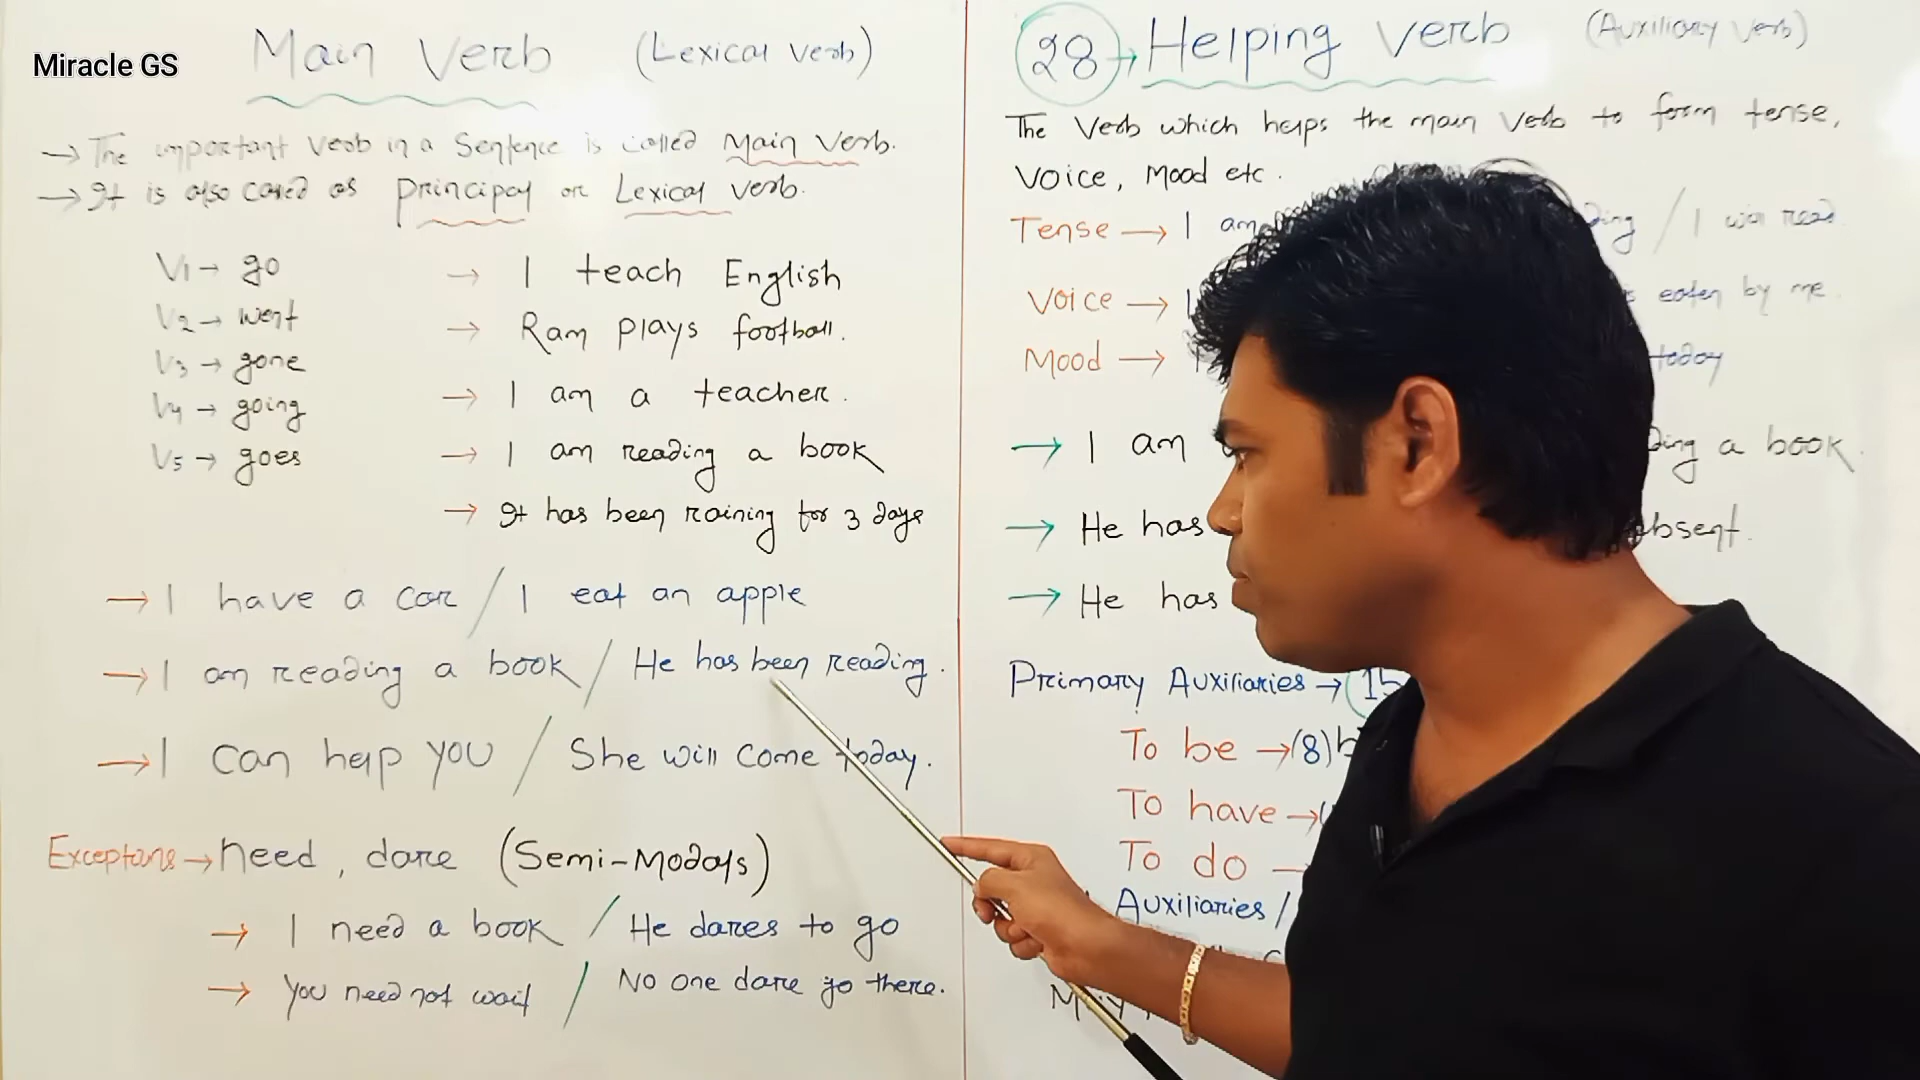 Miracle GS
Main Verb (Lexical verb)
→ The important verb in a Sentence is called Main Verb.
→ It is also called as principal or Lexical verb.
V1 → go
V2 → went
V3 → gone
V4 → going
V5 → goes
→ I teach English
→ Ram plays football.
→ I am a teacher.
→ I am reading a book
→ It has been raining for 3 days
→ I have a car / I eat an apple
→ I am reading a book / He has been reading.
→ I can help you / She will come today.
Exceptions → need, dare (Semi-Modals)
→ I need a book / He dares to go
→ You need not wait / No one dare go there.
28 → Helping verb (Auxiliary verb)
The Verb which helps the main verb to form tense,
Voice, Mood etc.
Tense → I am / I was read
Voice → I eaten by me.
Mood → today
→ I am a book.
→ He has absent.
→ He has
Primary Auxiliaries → 15
To be → (8)
To have →
To do →
Auxiliaries /